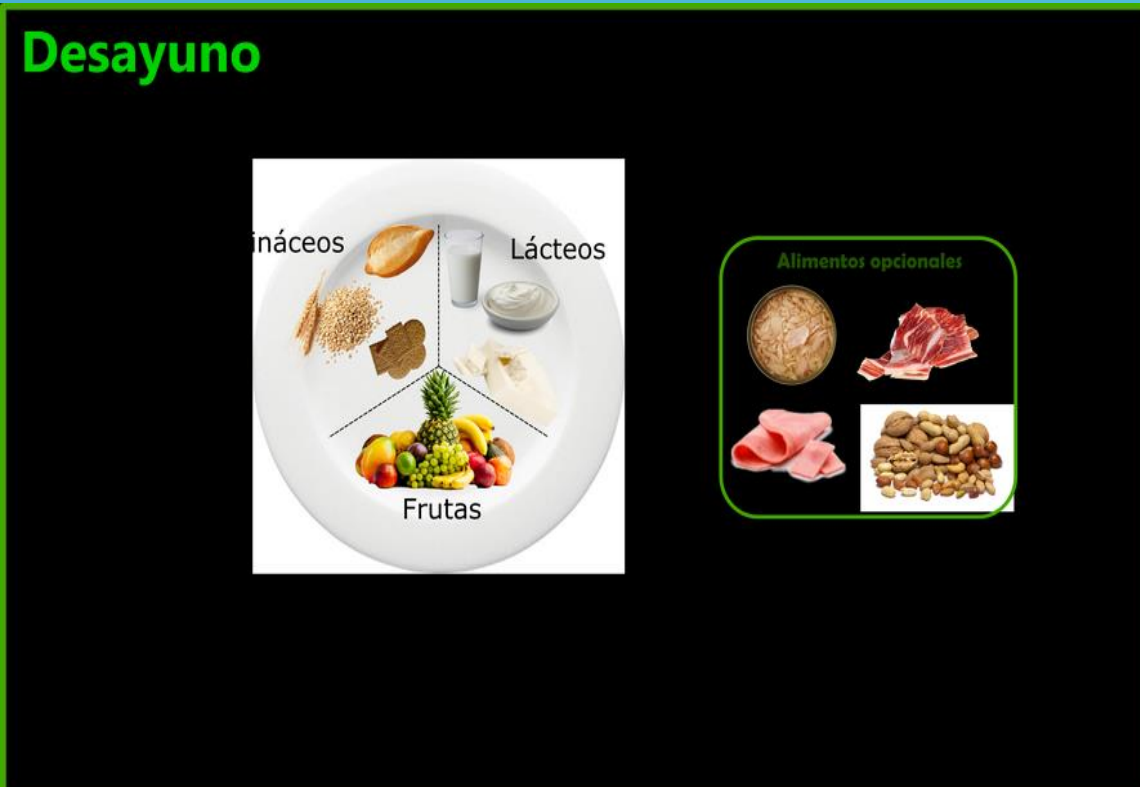 Desayuno
ináceos
Lácteos
Frutas
Alimentos opcionales